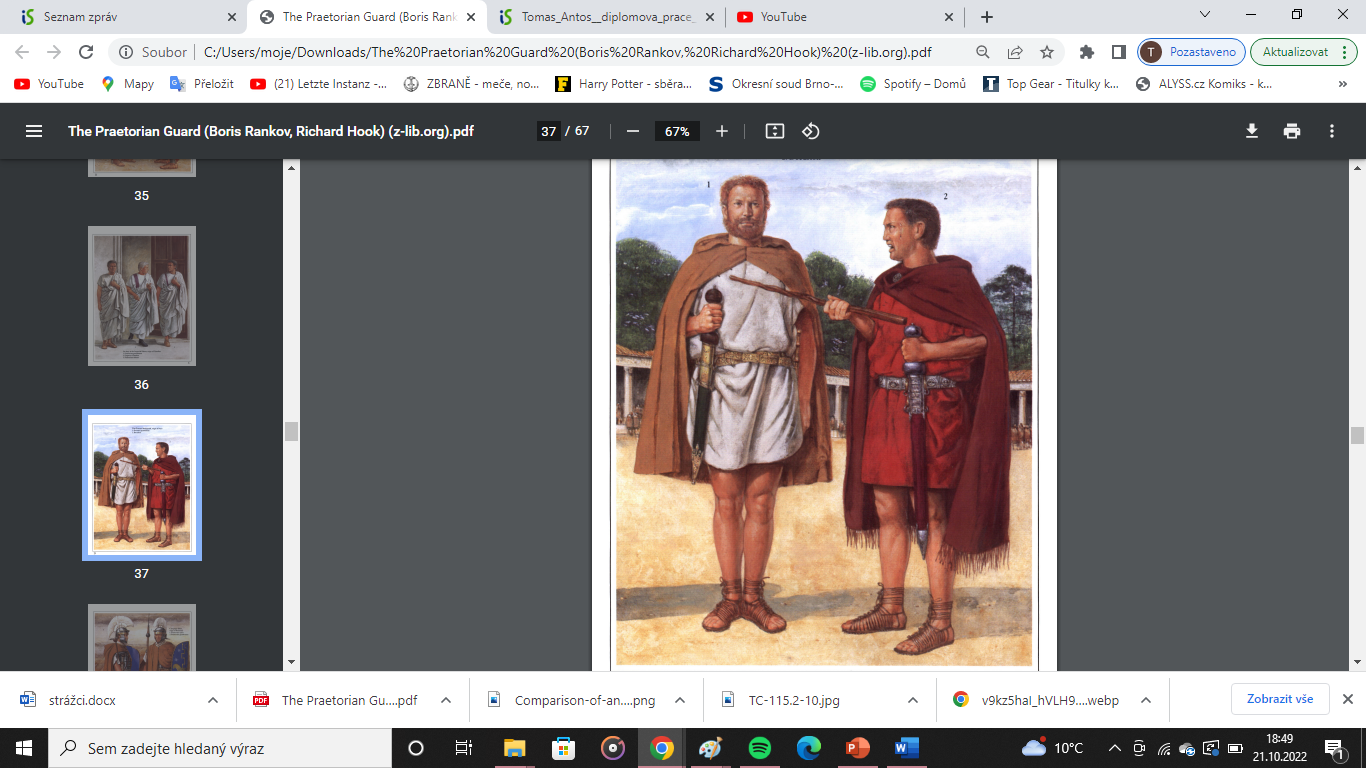 Seznam zpráv
The Praetorian Guard (Boris Rank
Tomas_Antos__diplomova_prace_
YouTube
Soubor
C:/Users/moje/Downloads/The%20Praetorian%20Guard%20(Boris%20Rankov,%20Richard%20Hook)%20(z-lib.org).pdf
T
Pozastaveno
Aktualizovat
YouTube
Mapy
Přeložit
(21) Letzte Instanz -...
ZBRANĚ - meče, no...
Harry Potter - sběra...
Okresní soud Brno-...
Spotify – Domů
Top Gear - Titulky k...
ALYSS.cz Komiks - k...
The Praetorian Guard (Boris Rankov, Richard Hook) (z-lib.org).pdf
37 / 67
67%
35
36
37
1
2
strážci.docx
The Praetorian Gu....pdf
Comparison-of-an....png
TC-115.2-10.jpg
v9kz5haI_hVLH9....webp
Zobrazit vše
Sem zadejte hledaný výraz
10°C
18:49
21.10.2022
1